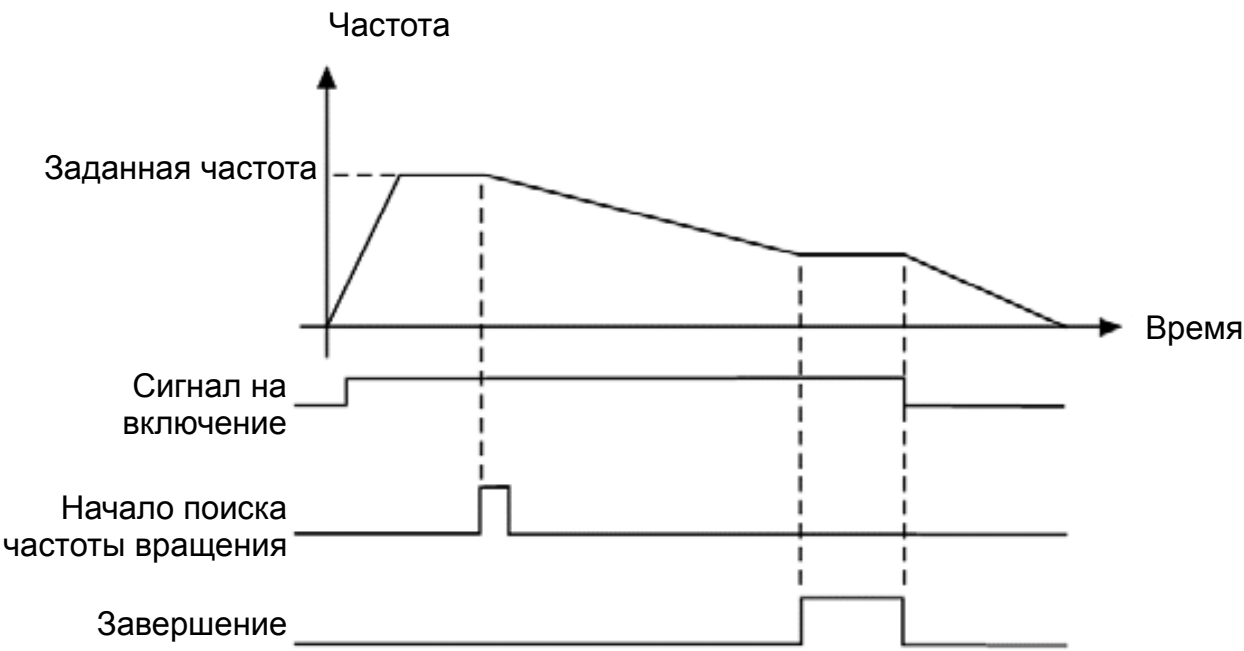 Частота
Заданная частота
Время
Сигнал на
включение
Начало поиска
частоты вращения
Завершение